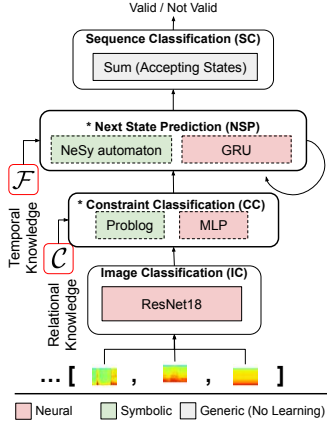 Valid / Not Valid
Sequence Classification (SC)
Sum (Accepting States)
* Next State Prediction (NSP)
NeSy automaton
GRU
ℱ
Temporal
Knowledge
* Constraint Classification (CC)
Problog
MLP
𝒞
Relational
Knowledge
Image Classification (IC)
ResNet18
... [ , , ]
Neural
Symbolic
Generic (No Learning)